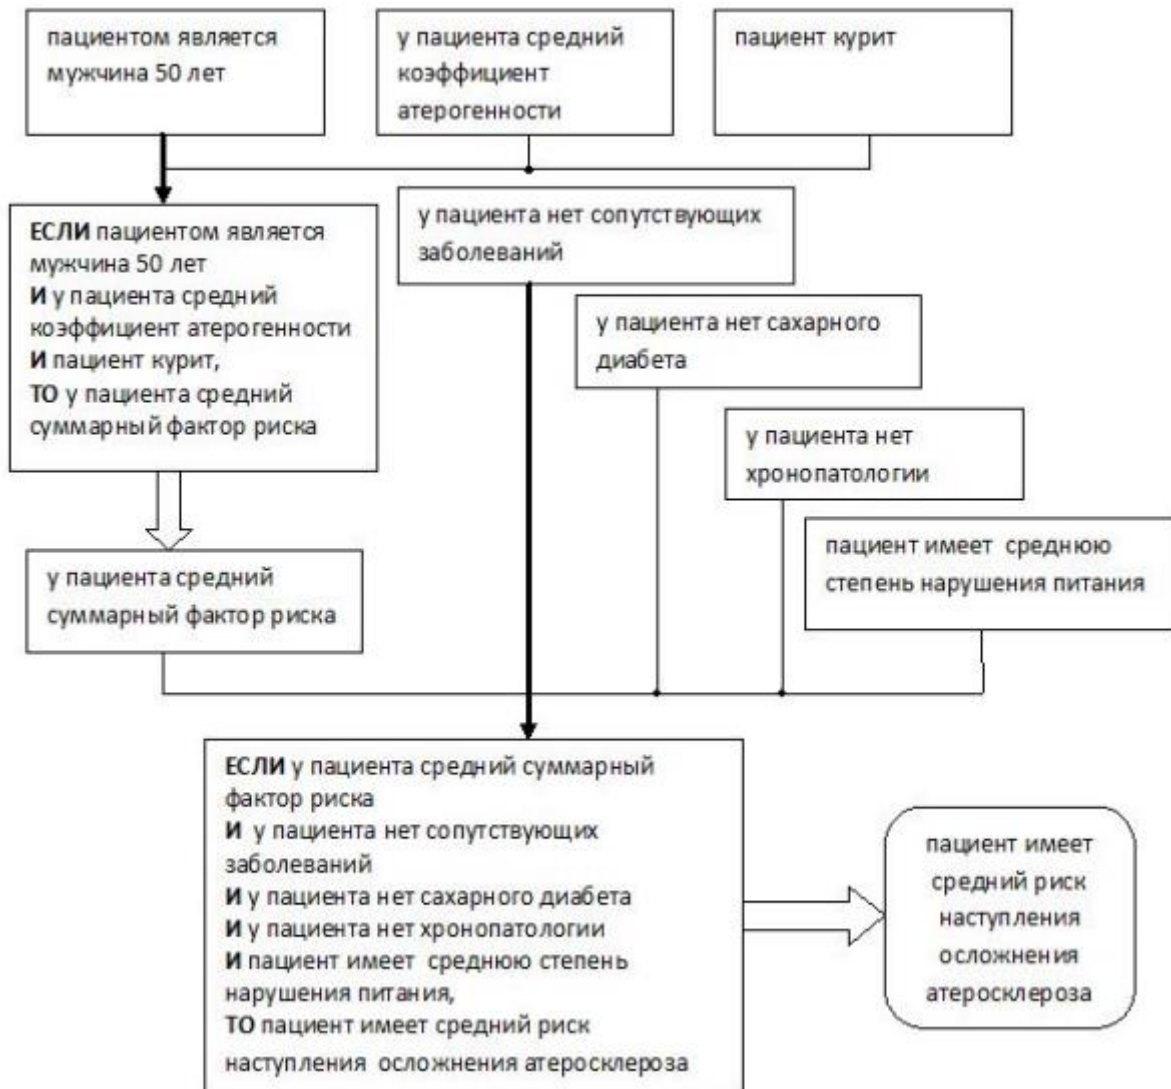 пациентом является
мужчина 50 лет
у пациента средний
коэффициент
атерогенности
пациент курит
ЕСЛИ пациентом является
мужчина 50 лет
И у пациента средний
коэффициент атерогенности
И пациент курит,
ТО у пациента средний
суммарный фактор риска
у пациента нет сопутствующих
заболеваний
у пациента нет сахарного
диабета
у пациента нет
хронопатологии
пациент имеет среднюю
степень нарушения питания
у пациента средний
суммарный фактор риска
ЕСЛИ у пациента средний суммарный
фактор риска
И у пациента нет сопутствующих
заболеваний
И у пациента нет сахарного диабета
И у пациента нет хронопатологии
И пациент имеет среднюю степень
нарушения питания,
ТО пациент имеет средний риск
наступления осложнения атеросклероза
пациент имеет
средний риск
наступления
осложнения
атеросклероза